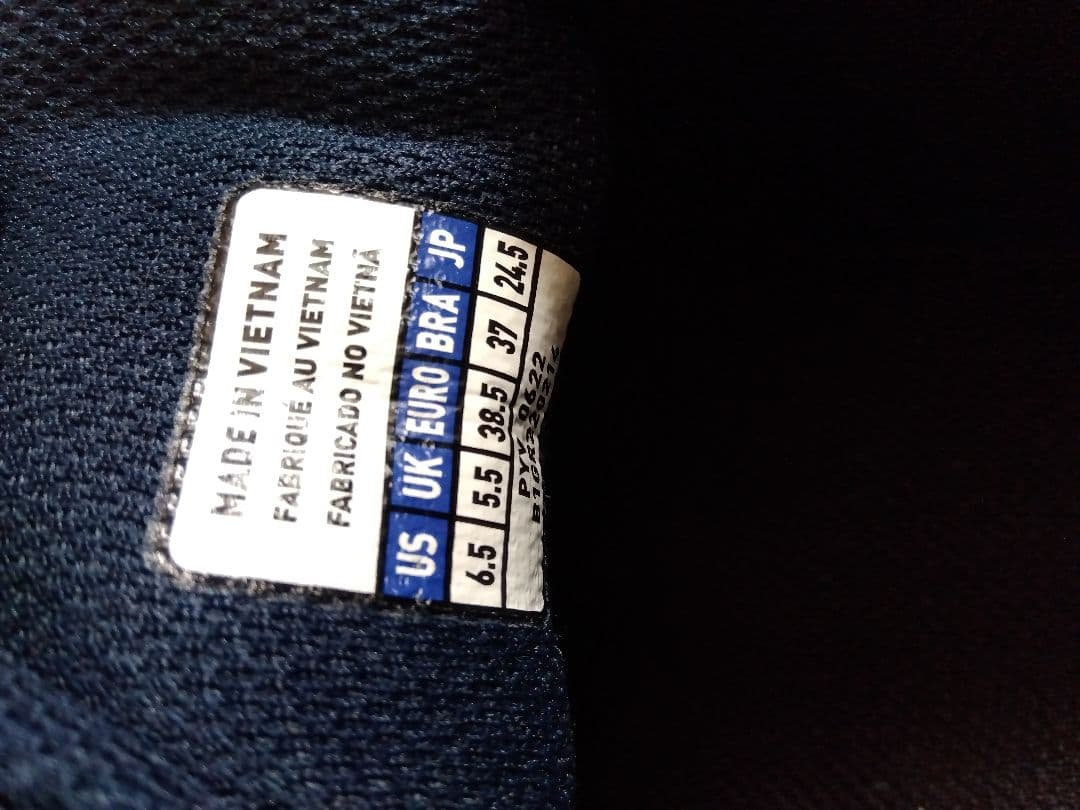 MADE IN VIETNAM
FABRIQUÉ AU VIETNAM
FABRICADO NO VIETNÃ
US UK EURO BRA JP
6.5 5.5 38.5 37 24.5
PYV 0622